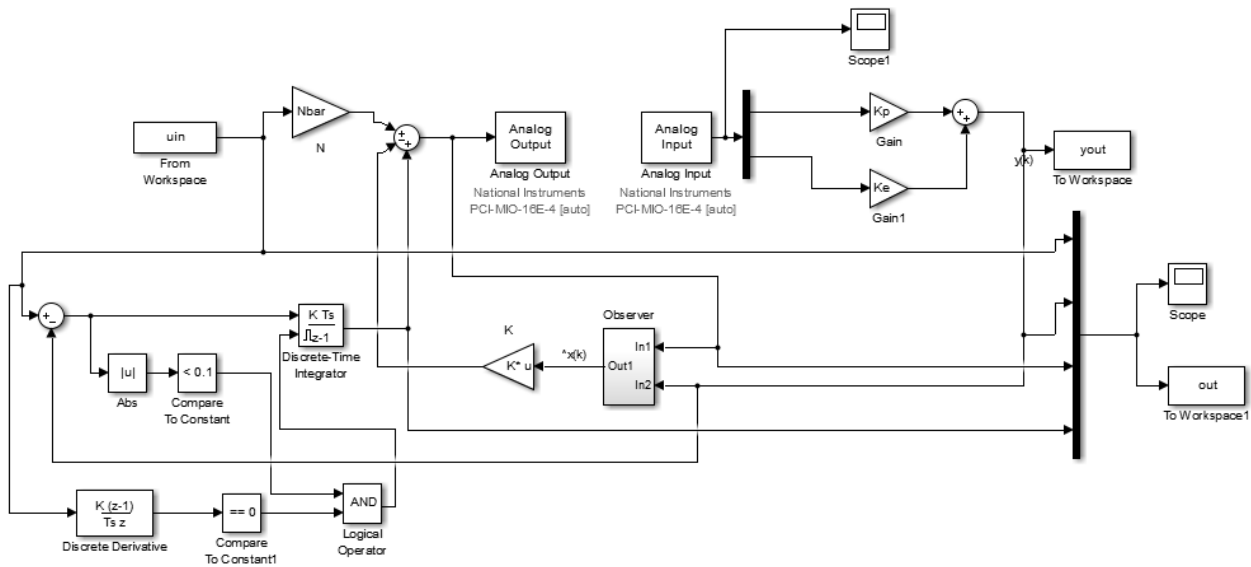 Scope1
Nbar
N
uin
From
Workspace
+
-
+
Analog
Output
Analog Output
National Instruments
PCI-MIO-16E-4 [auto]
Analog
Input
Analog Input
National Instruments
PCI-MIO-16E-4 [auto]
Kp
Gain
+
+
Ke
Gain1
y(k)
yout
To Workspace
+
-
K Ts
z-1
Discrete-Time
Integrator
K
K* u
^x(k)
Observer
In1
Out1
In2
Scope
out
To Workspace1
|u|
Abs
< 0.1
Compare
To Constant
K (z-1)
Ts z
Discrete Derivative
== 0
Compare
To Constant1
AND
Logical
Operator